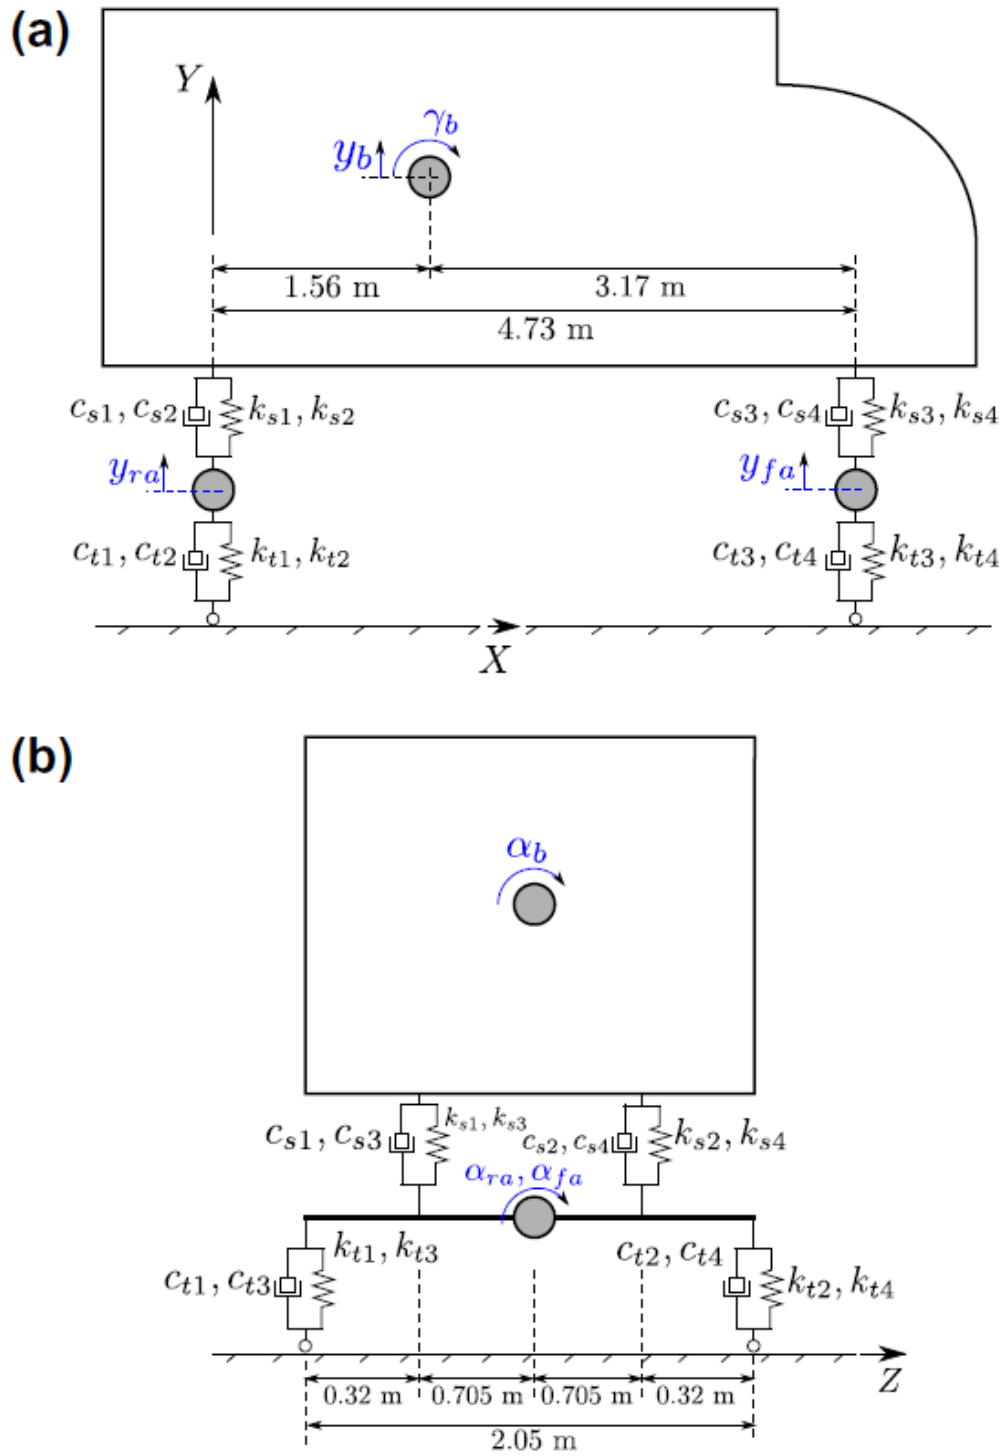 (a)
Y
γb
yb
1.56 m
3.17 m
4.73 m
cs1, cs2
ks1, ks2
cs3, cs4
ks3, ks4
yra
yfa
ct1, ct2
kt1, kt2
ct3, ct4
kt3, kt4
X
(b)
αb
cs1, cs3
ks1, ks3
cs2, cs4
ks2, ks4
αra, αfa
kt1, kt3
ct2, ct4
ct1, ct3
kt2, kt4
Z
0.32 m
0.705 m
0.705 m
0.32 m
2.05 m